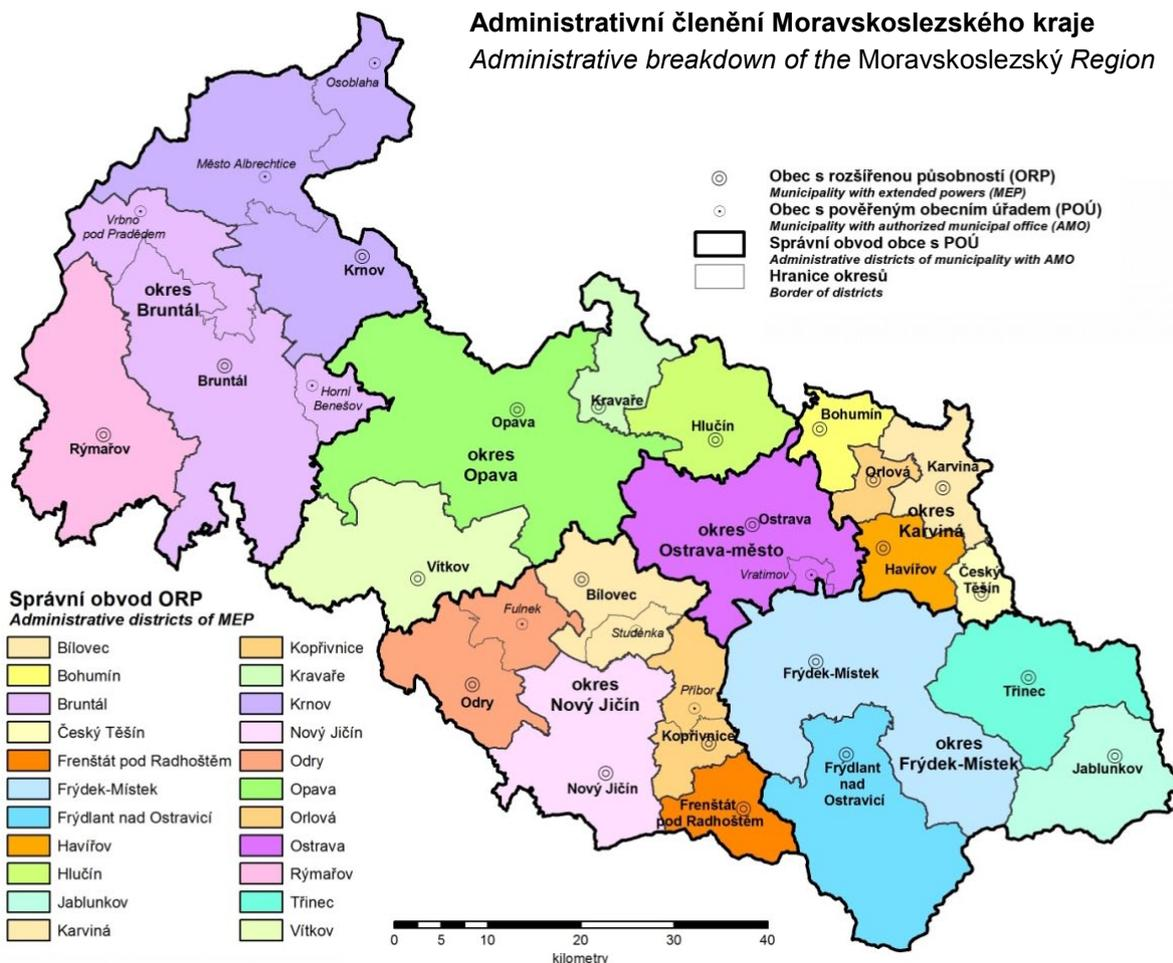 Administrativní členění Moravskoslezského kraje
Administrative breakdown of the Moravskoslezský Region
Obec s rozšířenou působností (ORP)
Municipality with extended powers (MEP)
Obec s pověřeným obecním úřadem (POÚ)
Municipality with authorized municipal office (AMO)
Správní obvod obce s POÚ
Administrative districts of municipality with AMO
Hranice okresů
Border of districts
Osoblaha
Město Albrechtice
Vrbno
pod Pradědem
Krnov
okres
Bruntál
Bruntál
Horní
Benešov
Rýmařov
Kravaře
Opava
Hlučín
okres
Opava
Bohumín
Orlová
Karviná
okres
Karviná
Havířov
Český
Těšín
okres
Ostrava-město
Ostrava
Vratimov
Vítkov
Bílovec
Fulnek
Studénka
Odry
okres
Nový Jičín
Příbor
Kopřivnice
Nový Jičín
Frenštát
pod Radhoštěm
Frýdek-Místek
Třinec
okres
Frýdek-Místek
Frýdlant
nad
Ostravicí
Jablunkov
Správní obvod ORP
Administrative districts of MEP
Bílovec
Bohumín
Bruntál
Český Těšín
Frenštát pod Radhoštěm
Frýdek-Místek
Frýdlant nad Ostravicí
Havířov
Hlučín
Jablunkov
Karviná
Kopřivnice
Kravaře
Krnov
Nový Jičín
Odry
Opava
Orlová
Ostrava
Rýmařov
Třinec
Vítkov
0 5 10 20 30 40
kilometry